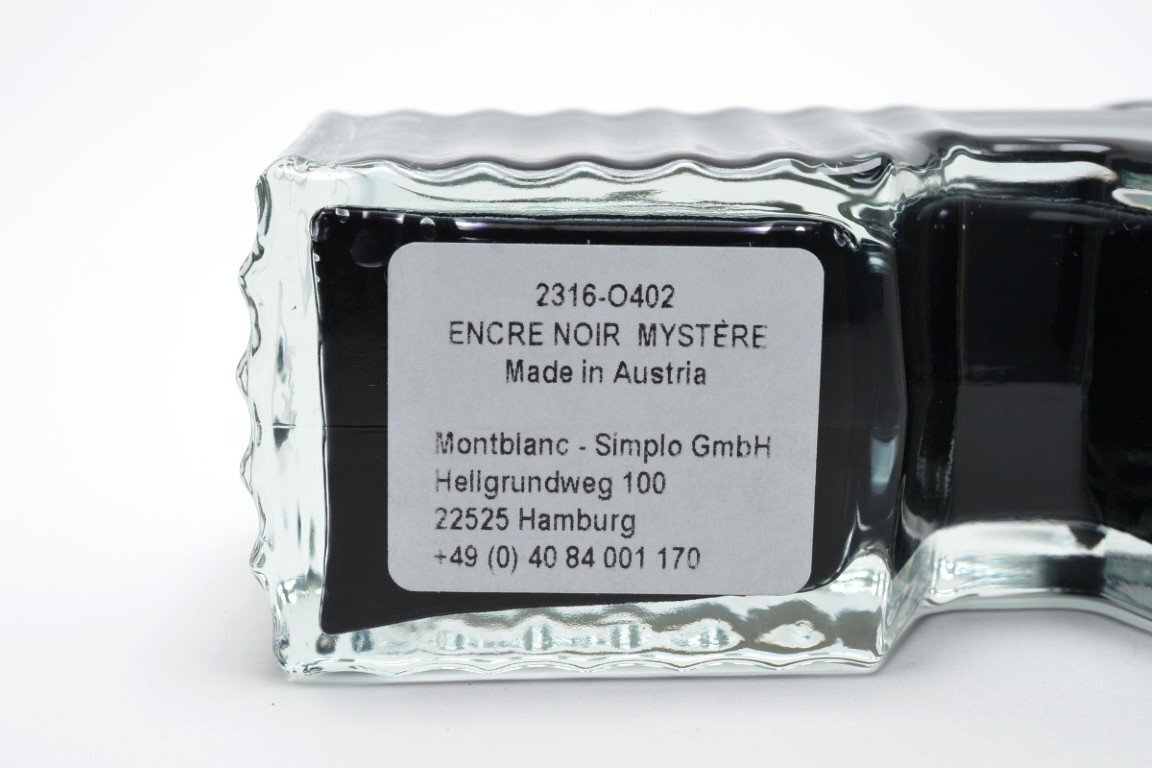 2316-O402
ENCRE NOIR MYSTÈRE
Made in Austria
Montblanc - Simplo GmbH
Hellgrundweg 100
22525 Hamburg
+49 (0) 40 84 001 170